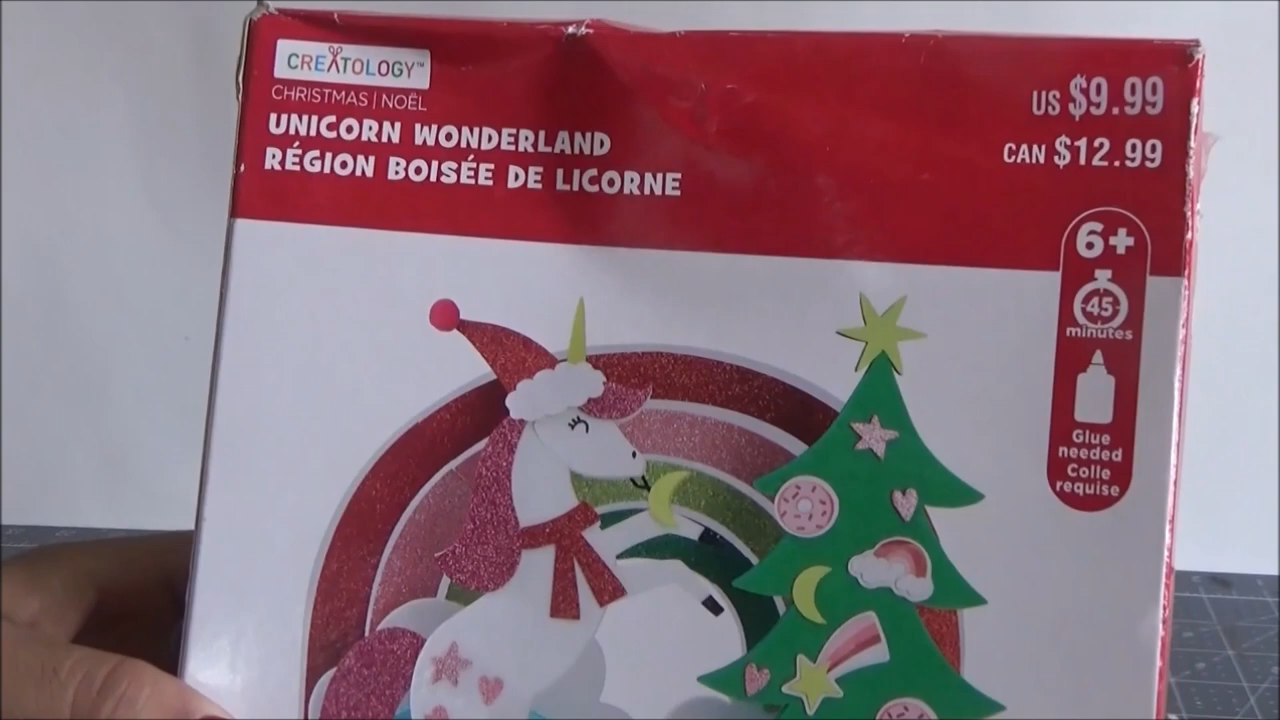 CREATOLOGY™
CHRISTMAS | NOËL
UNICORN WONDERLAND
RÉGION BOISÉE DE LICORNE
US $9.99
CAN $12.99
6+
45
minutes
Glue
needed
Colle
requise